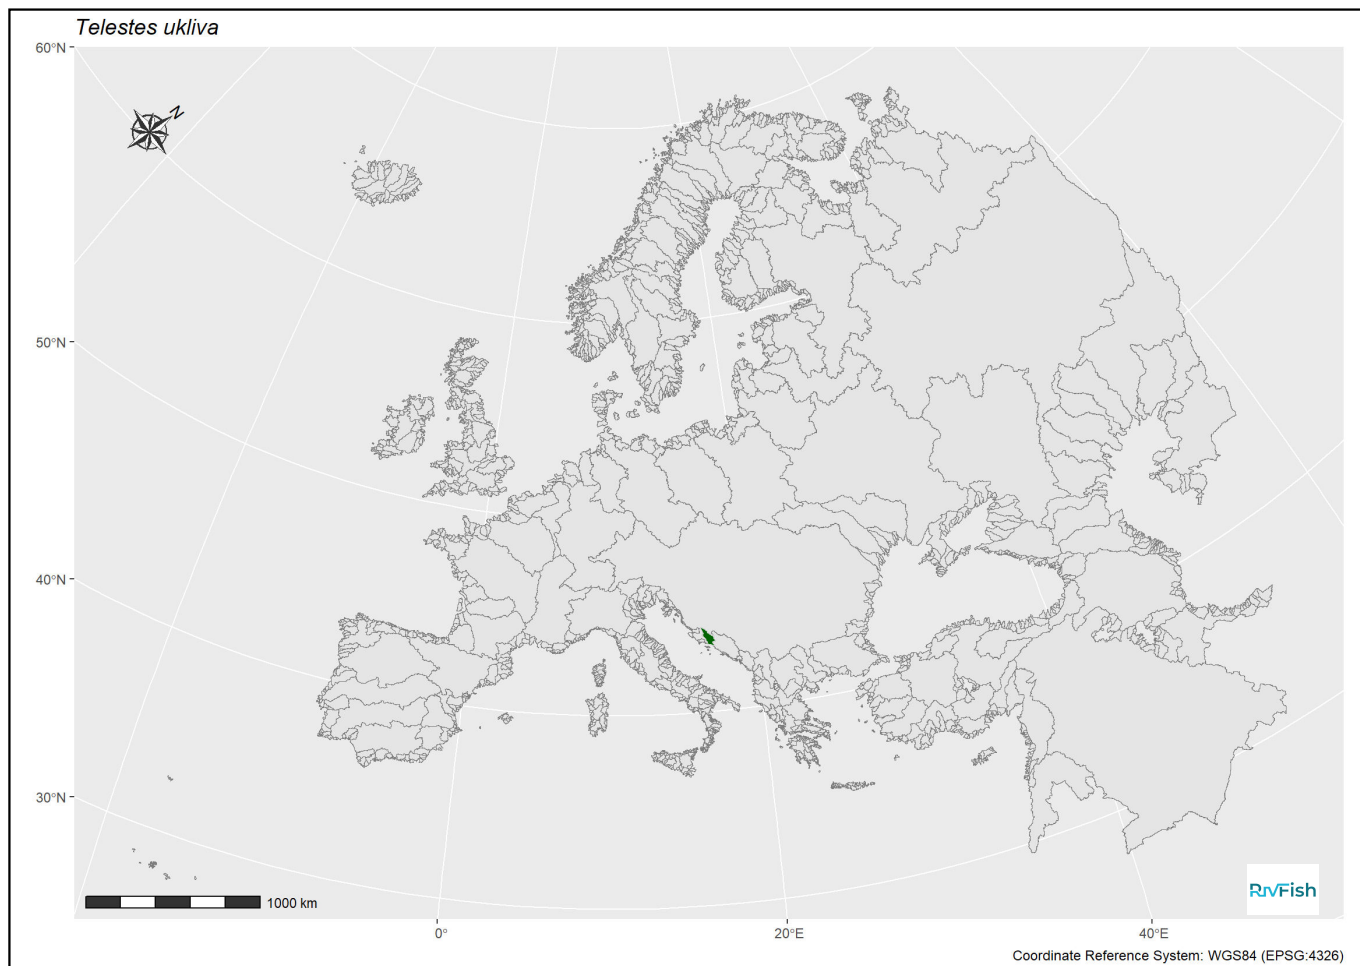 Telestes ukliva
60°N
N
50°N
40°N
30°N
1000 km
RIVFish
0°
20°E
40°E
Coordinate Reference System: WGS84 (EPSG:4326)